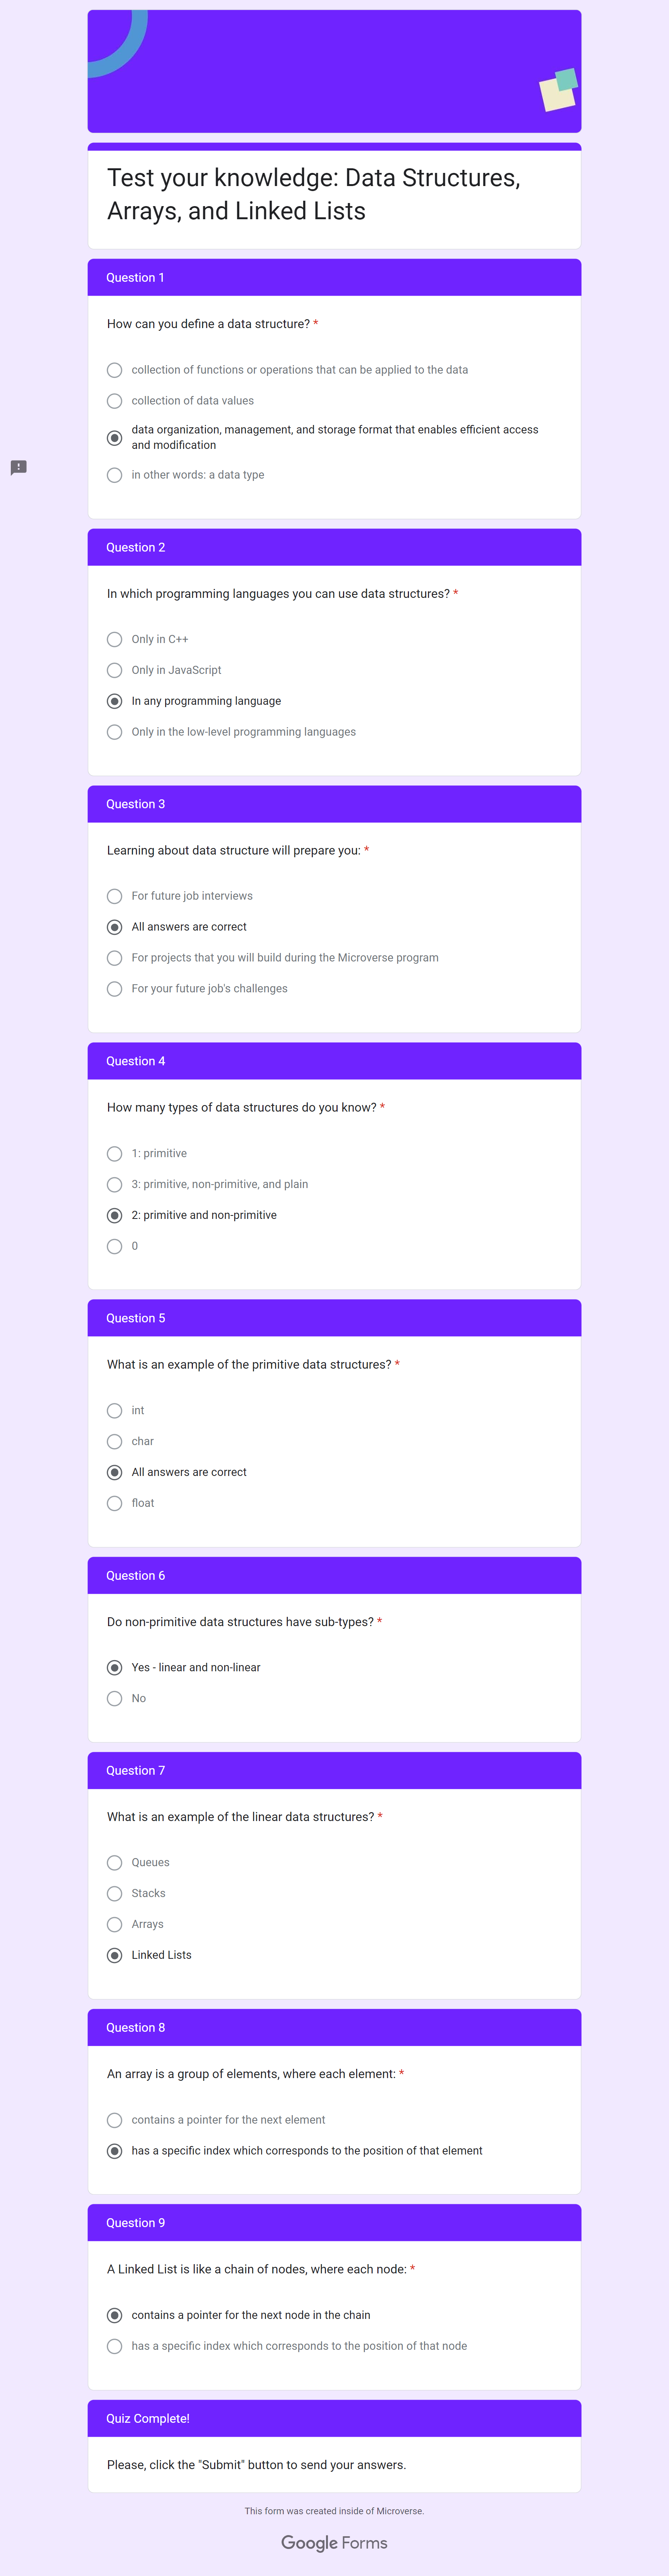 Test your knowledge: Data Structures,
Arrays, and Linked Lists
Question 1
How can you define a data structure? *
collection of functions or operations that can be applied to the data
collection of data values
data organization, management, and storage format that enables efficient access
and modification
in other words: a data type
Question 2
In which programming languages you can use data structures? *
Only in C++
Only in JavaScript
In any programming language
Only in the low-level programming languages
Question 3
Learning about data structure will prepare you: *
For future job interviews
All answers are correct
For projects that you will build during the Microverse program
For your future job's challenges
Question 4
How many types of data structures do you know? *
1: primitive
3: primitive, non-primitive, and plain
2: primitive and non-primitive
0
Question 5
What is an example of the primitive data structures? *
int
char
All answers are correct
float
Question 6
Do non-primitive data structures have sub-types? *
Yes - linear and non-linear
No
Question 7
What is an example of the linear data structures? *
Queues
Stacks
Arrays
Linked Lists
Question 8
An array is a group of elements, where each element: *
contains a pointer for the next element
has a specific index which corresponds to the position of that element
Question 9
A Linked List is like a chain of nodes, where each node: *
contains a pointer for the next node in the chain
has a specific index which corresponds to the position of that node
Quiz Complete!
Please, click the "Submit" button to send your answers.
This form was created inside of Microverse.
Google Forms